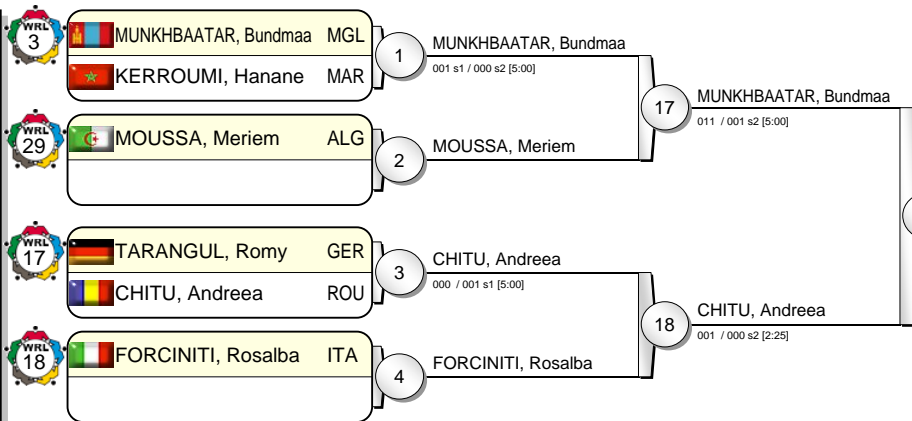 WRL
3
MUNKHBAATAR, Bundmaa MGL
KERROUMI, Hanane MAR
1
MUNKHBAATAR, Bundmaa
001 s1 / 000 s2 [5:00]
WRL
29
MOUSSA, Meriem ALG
2
MOUSSA, Meriem
17
MUNKHBAATAR, Bundmaa
011 / 001 s2 [5:00]
WRL
17
TARANGUL, Romy GER
CHITU, Andreea ROU
3
CHITU, Andreea
000 / 001 s1 [5:00]
WRL
18
FORCINITI, Rosalba ITA
4
FORCINITI, Rosalba
18
CHITU, Andreea
001 / 000 s2 [2:25]